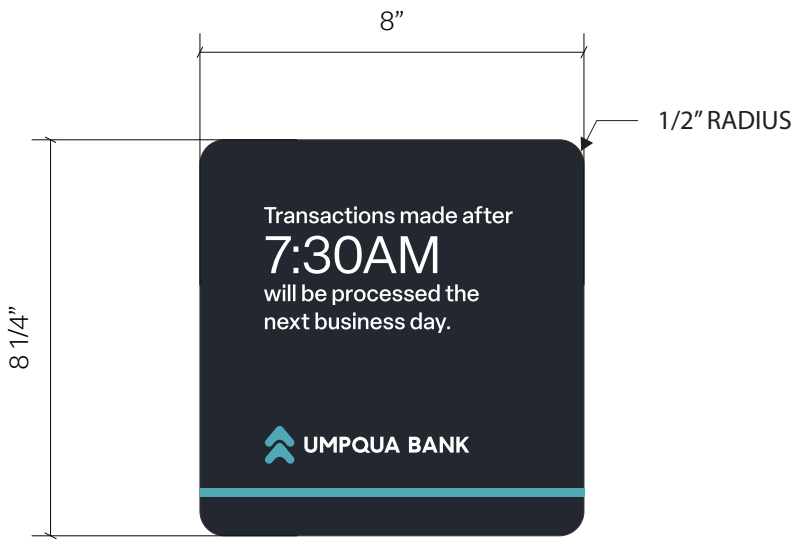 8”
1/2” RADIUS
8 1/4”
Transactions made after
7:30AM
will be processed the
next business day.
UMPQUA BANK